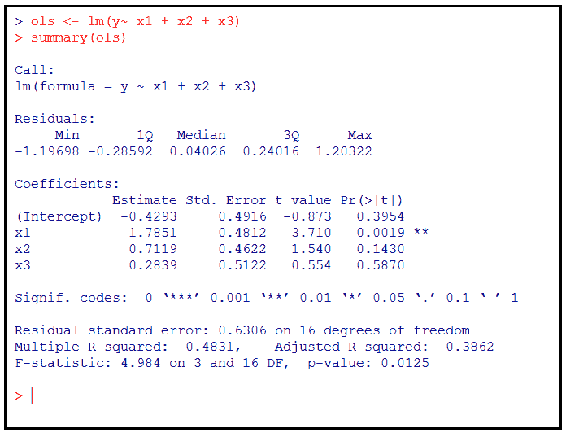 > ols <- lm(y~ x1 + x2 + x3)
> summary(ols)
Call:
lm(formula = y ~ x1 + x2 + x3)
Residuals:
Min 1Q Median 3Q Max
-1.19698 -0.28592 0.04026 0.24016 1.20322
Coefficients:
Estimate Std. Error t value Pr(>|t|)
(Intercept) -0.4293 0.4916 -0.873 0.3954
x1 1.7851 0.4812 3.710 0.0019 **
x2 0.7119 0.4622 1.540 0.1430
x3 0.2839 0.5122 0.554 0.5870
Signif. codes: 0 ‘***’ 0.001 ‘**’ 0.01 ‘*’ 0.05 ‘.’ 0.1 ‘ ’ 1
Residual standard error: 0.6306 on 16 degrees of freedom
Multiple R-squared: 0.4831, Adjusted R-squared: 0.3862
F-statistic: 4.984 on 3 and 16 DF, p-value: 0.0125
>